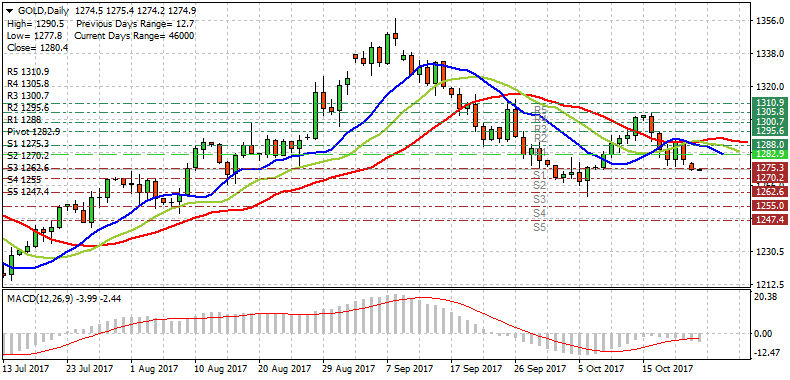 GOLD,Daily 1274.5 1275.4 1274.2 1274.9
High= 1290.5 Previous Days Range= 12.7
Low= 1277.8 Current Days Range= 46000
Close= 1280.4
R5 1310.9
R4 1305.8
R3 1300.7
R2 1295.6
R1 1288
Pivot 1282.9
S1 1275.3
S2 1270.2
S3 1262.6
S4 1255
S5 1247.4
R5
R4
R3
R2
S1
S2
S3
S4
S5
1356.0
1338.0
1320.0
1310.9
1305.8
1300.7
1295.6
1288.0
1282.9
1275.3
1270.2
1262.6
1255.0
1247.4
1230.5
1212.5
MACD(12,26,9) -3.99 -2.44
20.38
0.00
-12.47
13 Jul 2017 23 Jul 2017 1 Aug 2017 10 Aug 2017 20 Aug 2017 29 Aug 2017 7 Sep 2017 17 Sep 2017 26 Sep 2017 5 Oct 2017 15 Oct 2017